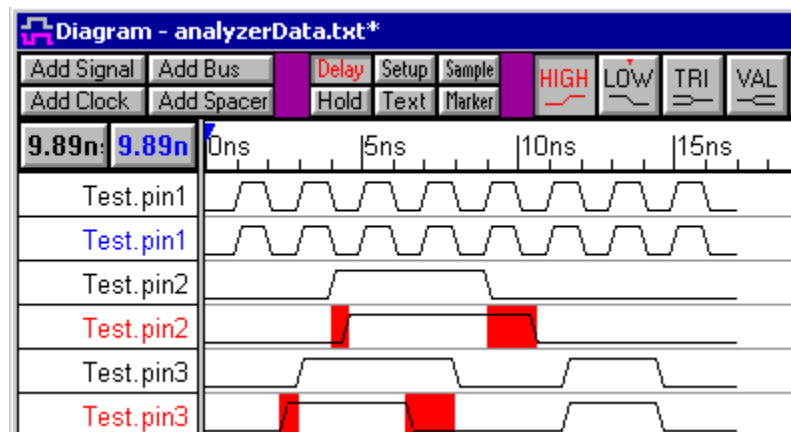 Diagram - analyzerData.txt*
Add Signal Add Bus Delay Setup Sample HIGH LOW TRI VAL
Add Clock Add Spacer Hold Text Marker
9.89n 9.89n 0ns 5ns 10ns 15ns
Test.pin1
Test.pin1
Test.pin2
Test.pin2
Test.pin3
Test.pin3